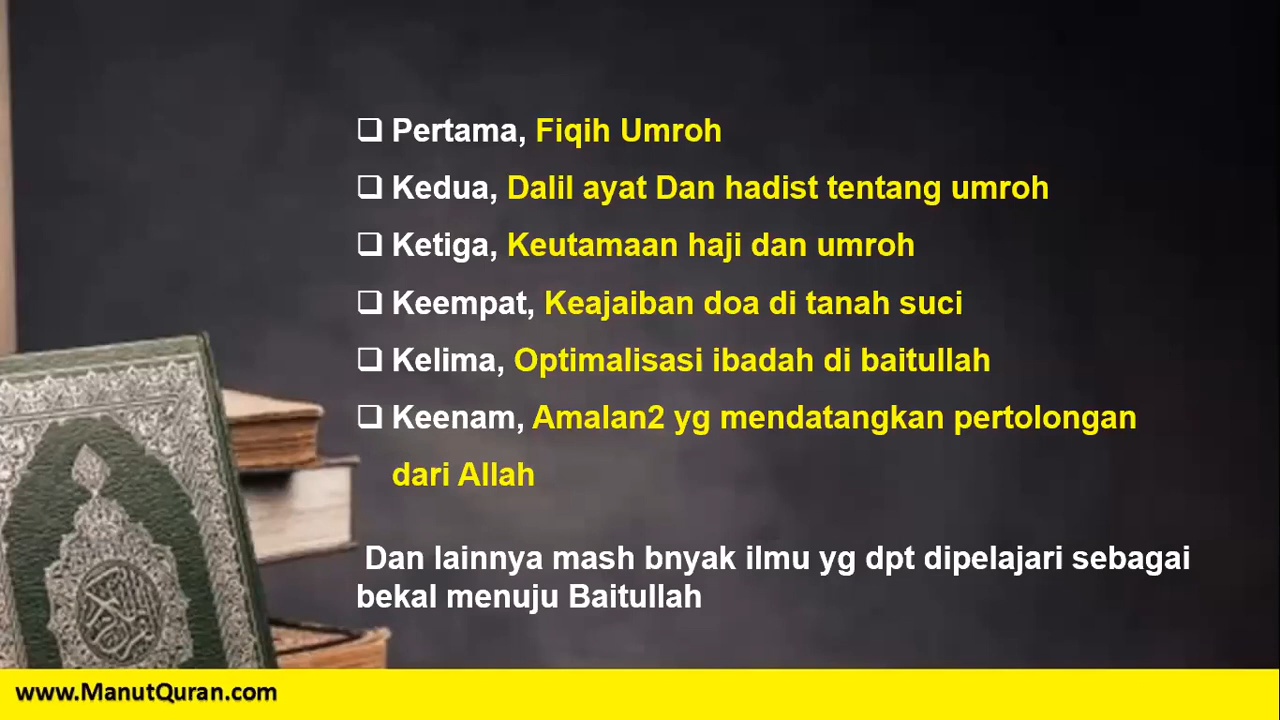 Pertama, Fiqih Umroh
Kedua, Dalil ayat Dan hadist tentang umroh
Ketiga, Keutamaan haji dan umroh
Keempat, Keajaiban doa di tanah suci
Kelima, Optimalisasi ibadah di baitullah
Keenam, Amalan2 yg mendatangkan pertolongan
dari Allah
Dan lainnya mash bnyak ilmu yg dpt dipelajari sebagai
bekal menuju Baitullah
www.ManutQuran.com